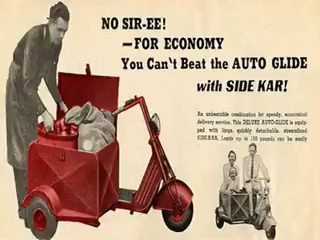 NO SIR-EE!
—FOR ECONOMY
You Can't Beat the AUTO GLIDE
with SIDE KAR!
An unbeatable combination for speedy, economical
delivery service. This DELUXE AUTO-GLIDE is equip-
ped with large, quickly detachable, streamlined
SIDE-KAR. Loads up to 150 pounds can be easily